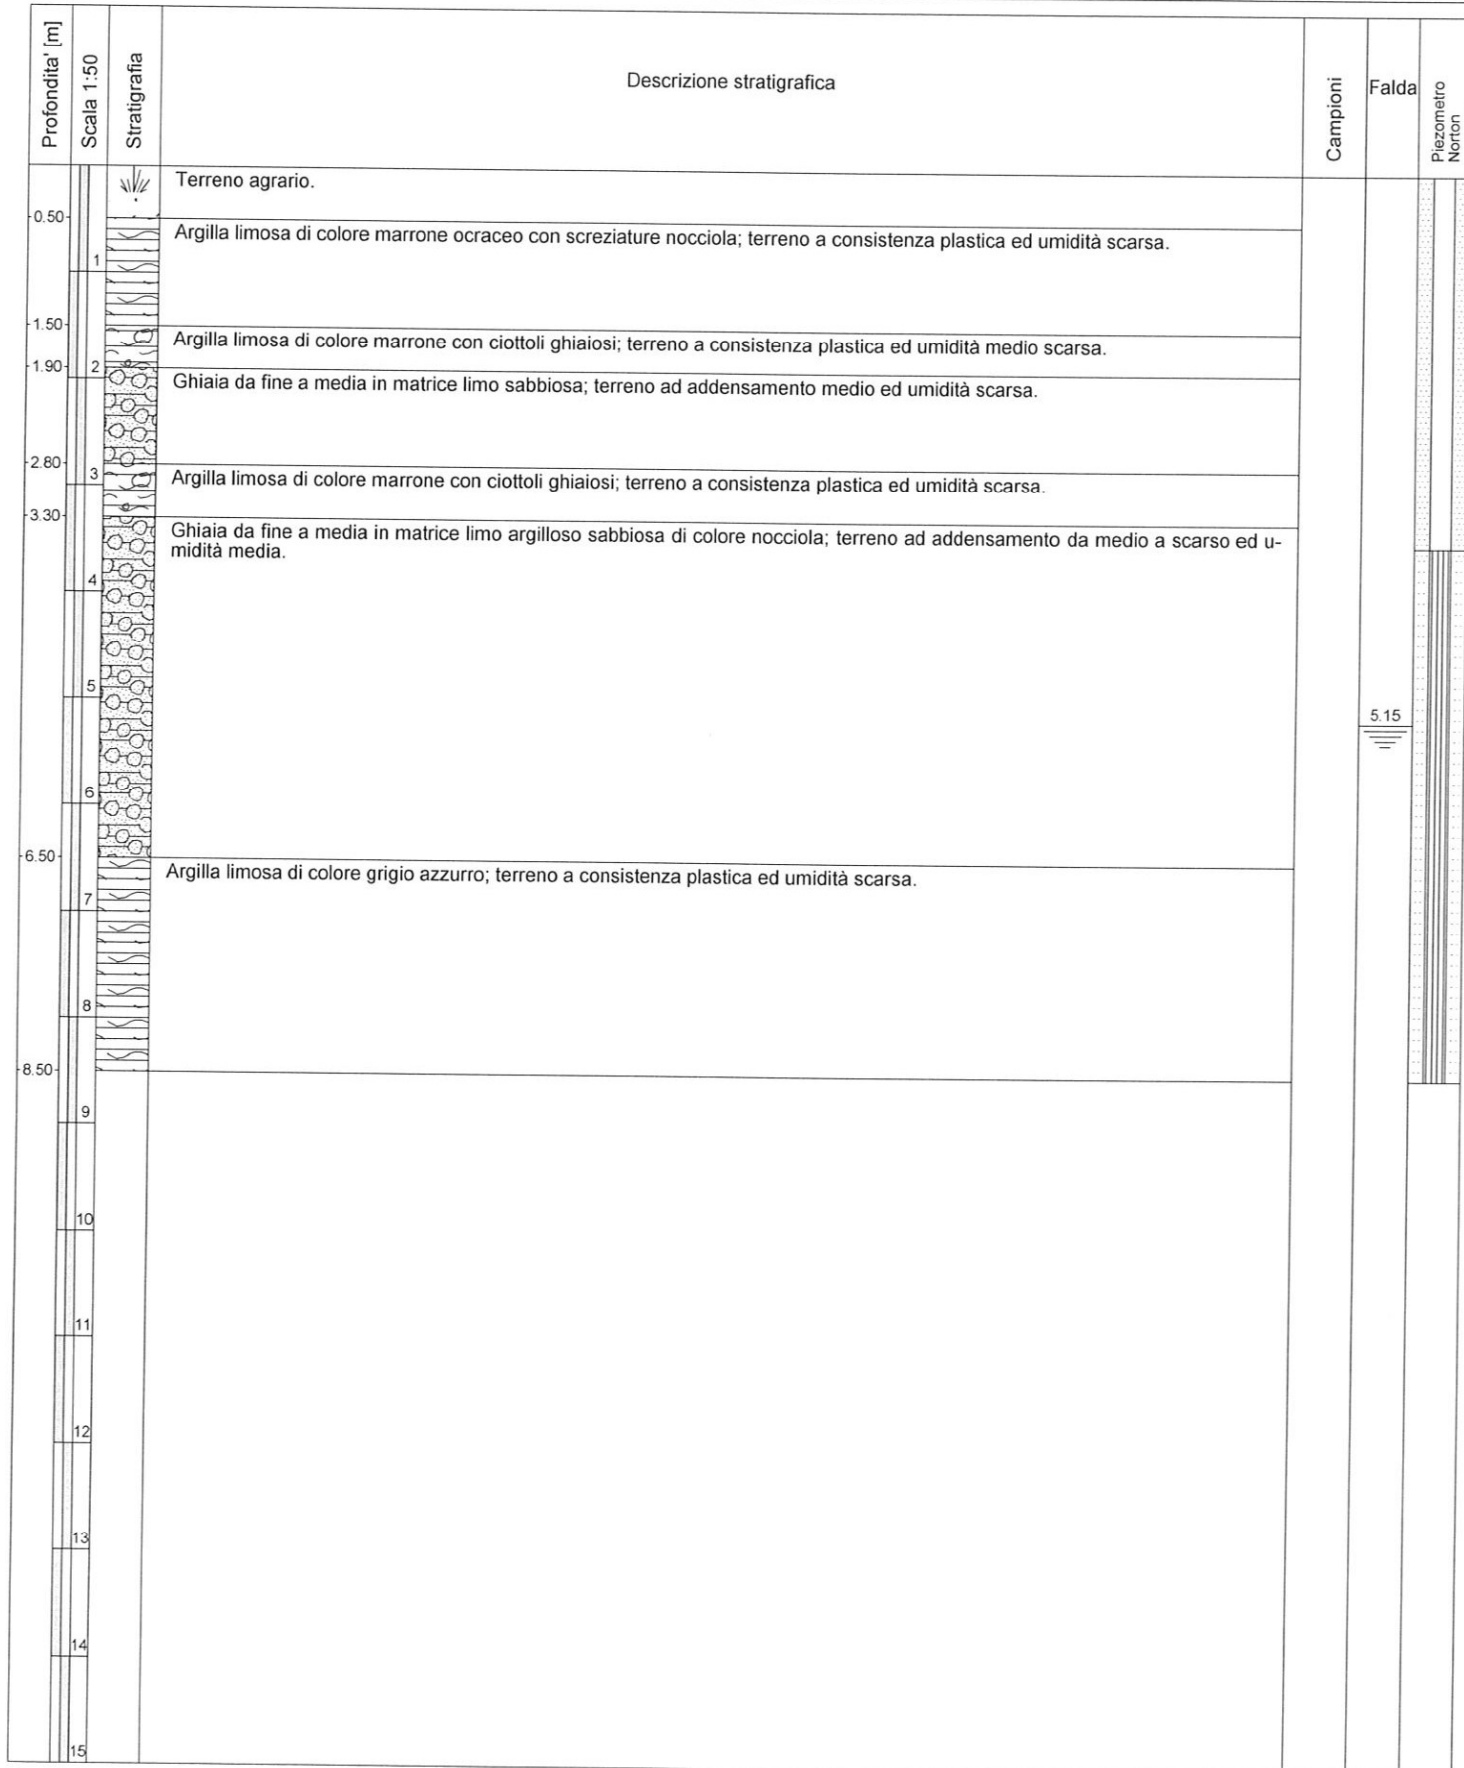 Profondita' [m]
Scala 1:50
Stratigrafia
Descrizione stratigrafica
Campioni
Falda
Piezometro
Norton
Terreno agrario.
0.50
Argilla limosa di colore marrone ocraceo con screziature nocciola; terreno a consistenza plastica ed umidità scarsa.
1
1.50
Argilla limosa di colore marrone con ciottoli ghiaiosi; terreno a consistenza plastica ed umidità medio scarsa.
1.90
2
Ghiaia da fine a media in matrice limo sabbiosa; terreno ad addensamento medio ed umidità scarsa.
2.80
3
Argilla limosa di colore marrone con ciottoli ghiaiosi; terreno a consistenza plastica ed umidità scarsa.
3.30
Ghiaia da fine a media in matrice limo argilloso sabbiosa di colore nocciola; terreno ad addensamento da medio a scarso ed u-
midità media.
4
5
5.15
6
6.50
Argilla limosa di colore grigio azzurro; terreno a consistenza plastica ed umidità scarsa.
7
8
8.50
9
10
11
12
13
14
15